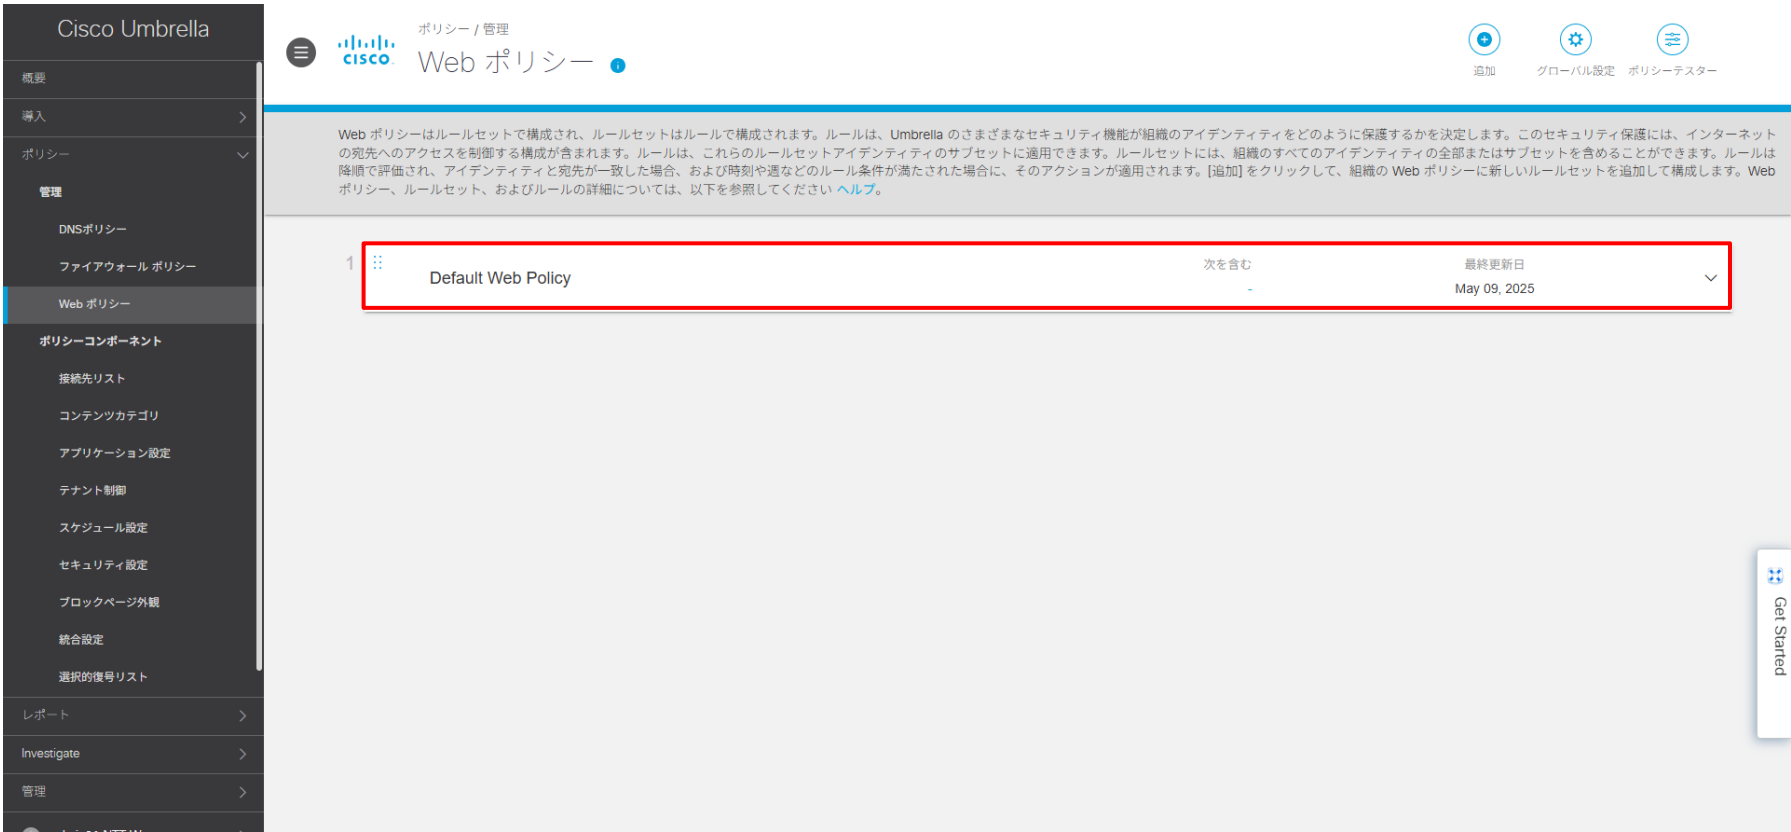 Cisco Umbrella
概要
導入
ポリシー
管理
DNSポリシー
ファイアウォール ポリシー
Web ポリシー
ポリシーコンポーネント
接続先リスト
コンテンツカテゴリ
アプリケーション設定
テナント制御
スケジュール設定
セキュリティ設定
ブロックページ外観
統合設定
選択的復号リスト
レポート
Investigate
管理
CISCO
ポリシー / 管理
Web ポリシー
追加
グローバル設定
ポリシーテスター
Web ポリシーはルールセットで構成され、ルールセットはルールで構成されます。ルールは、Umbrella のさまざまなセキュリティ機能が組織のアイデンティティをどのように保護するかを決定します。このセキュリティ保護には、インターネット
の宛先へのアクセスを制御する構成が含まれます。ルールは、これらのルールセットアイデンティティのサブセットに適用できます。ルールセットには、組織のすべてのアイデンティティの全部またはサブセットを含めることができます。ルールは
降順で評価され、アイデンティティと宛先が一致した場合、および時刻や週などのルール条件が満たされた場合に、そのアクションが適用されます。[追加] をクリックして、組織の Web ポリシーに新しいルールセットを追加して構成します。Web
ポリシー、ルールセット、およびルールの詳細については、以下を参照してください ヘルプ。
1
Default Web Policy
次を含む
-
最終更新日
May 09, 2025
Get Started